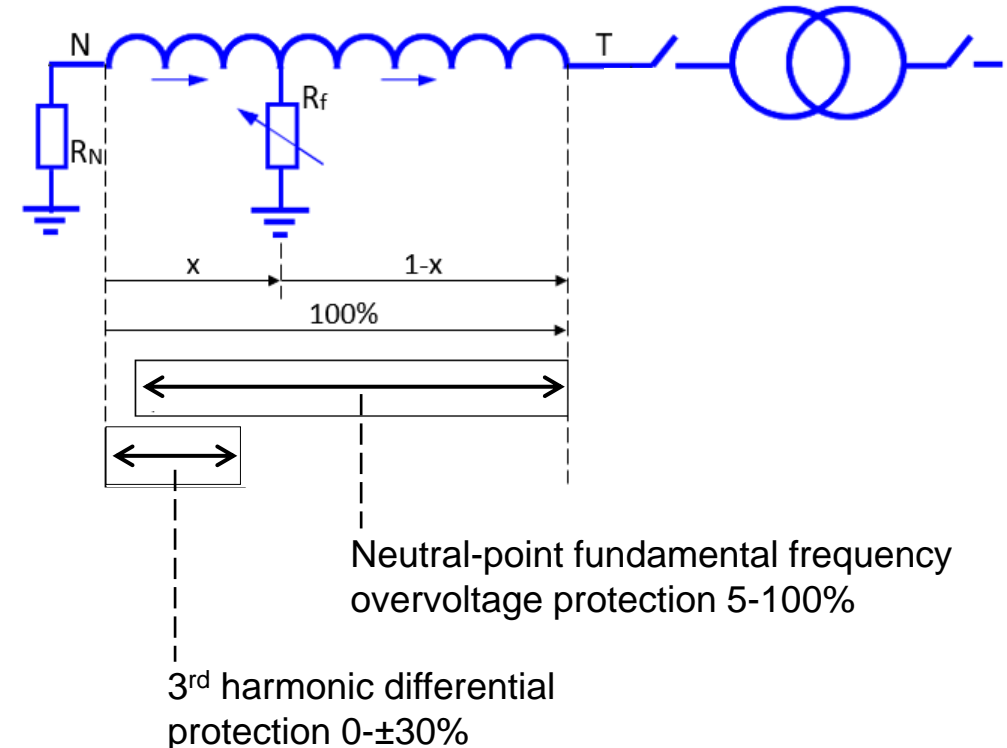 N
T
Rf
RN
x
1-x
100%
Neutral-point fundamental frequency
overvoltage protection 5-100%
3rd harmonic differential
protection 0-±30%